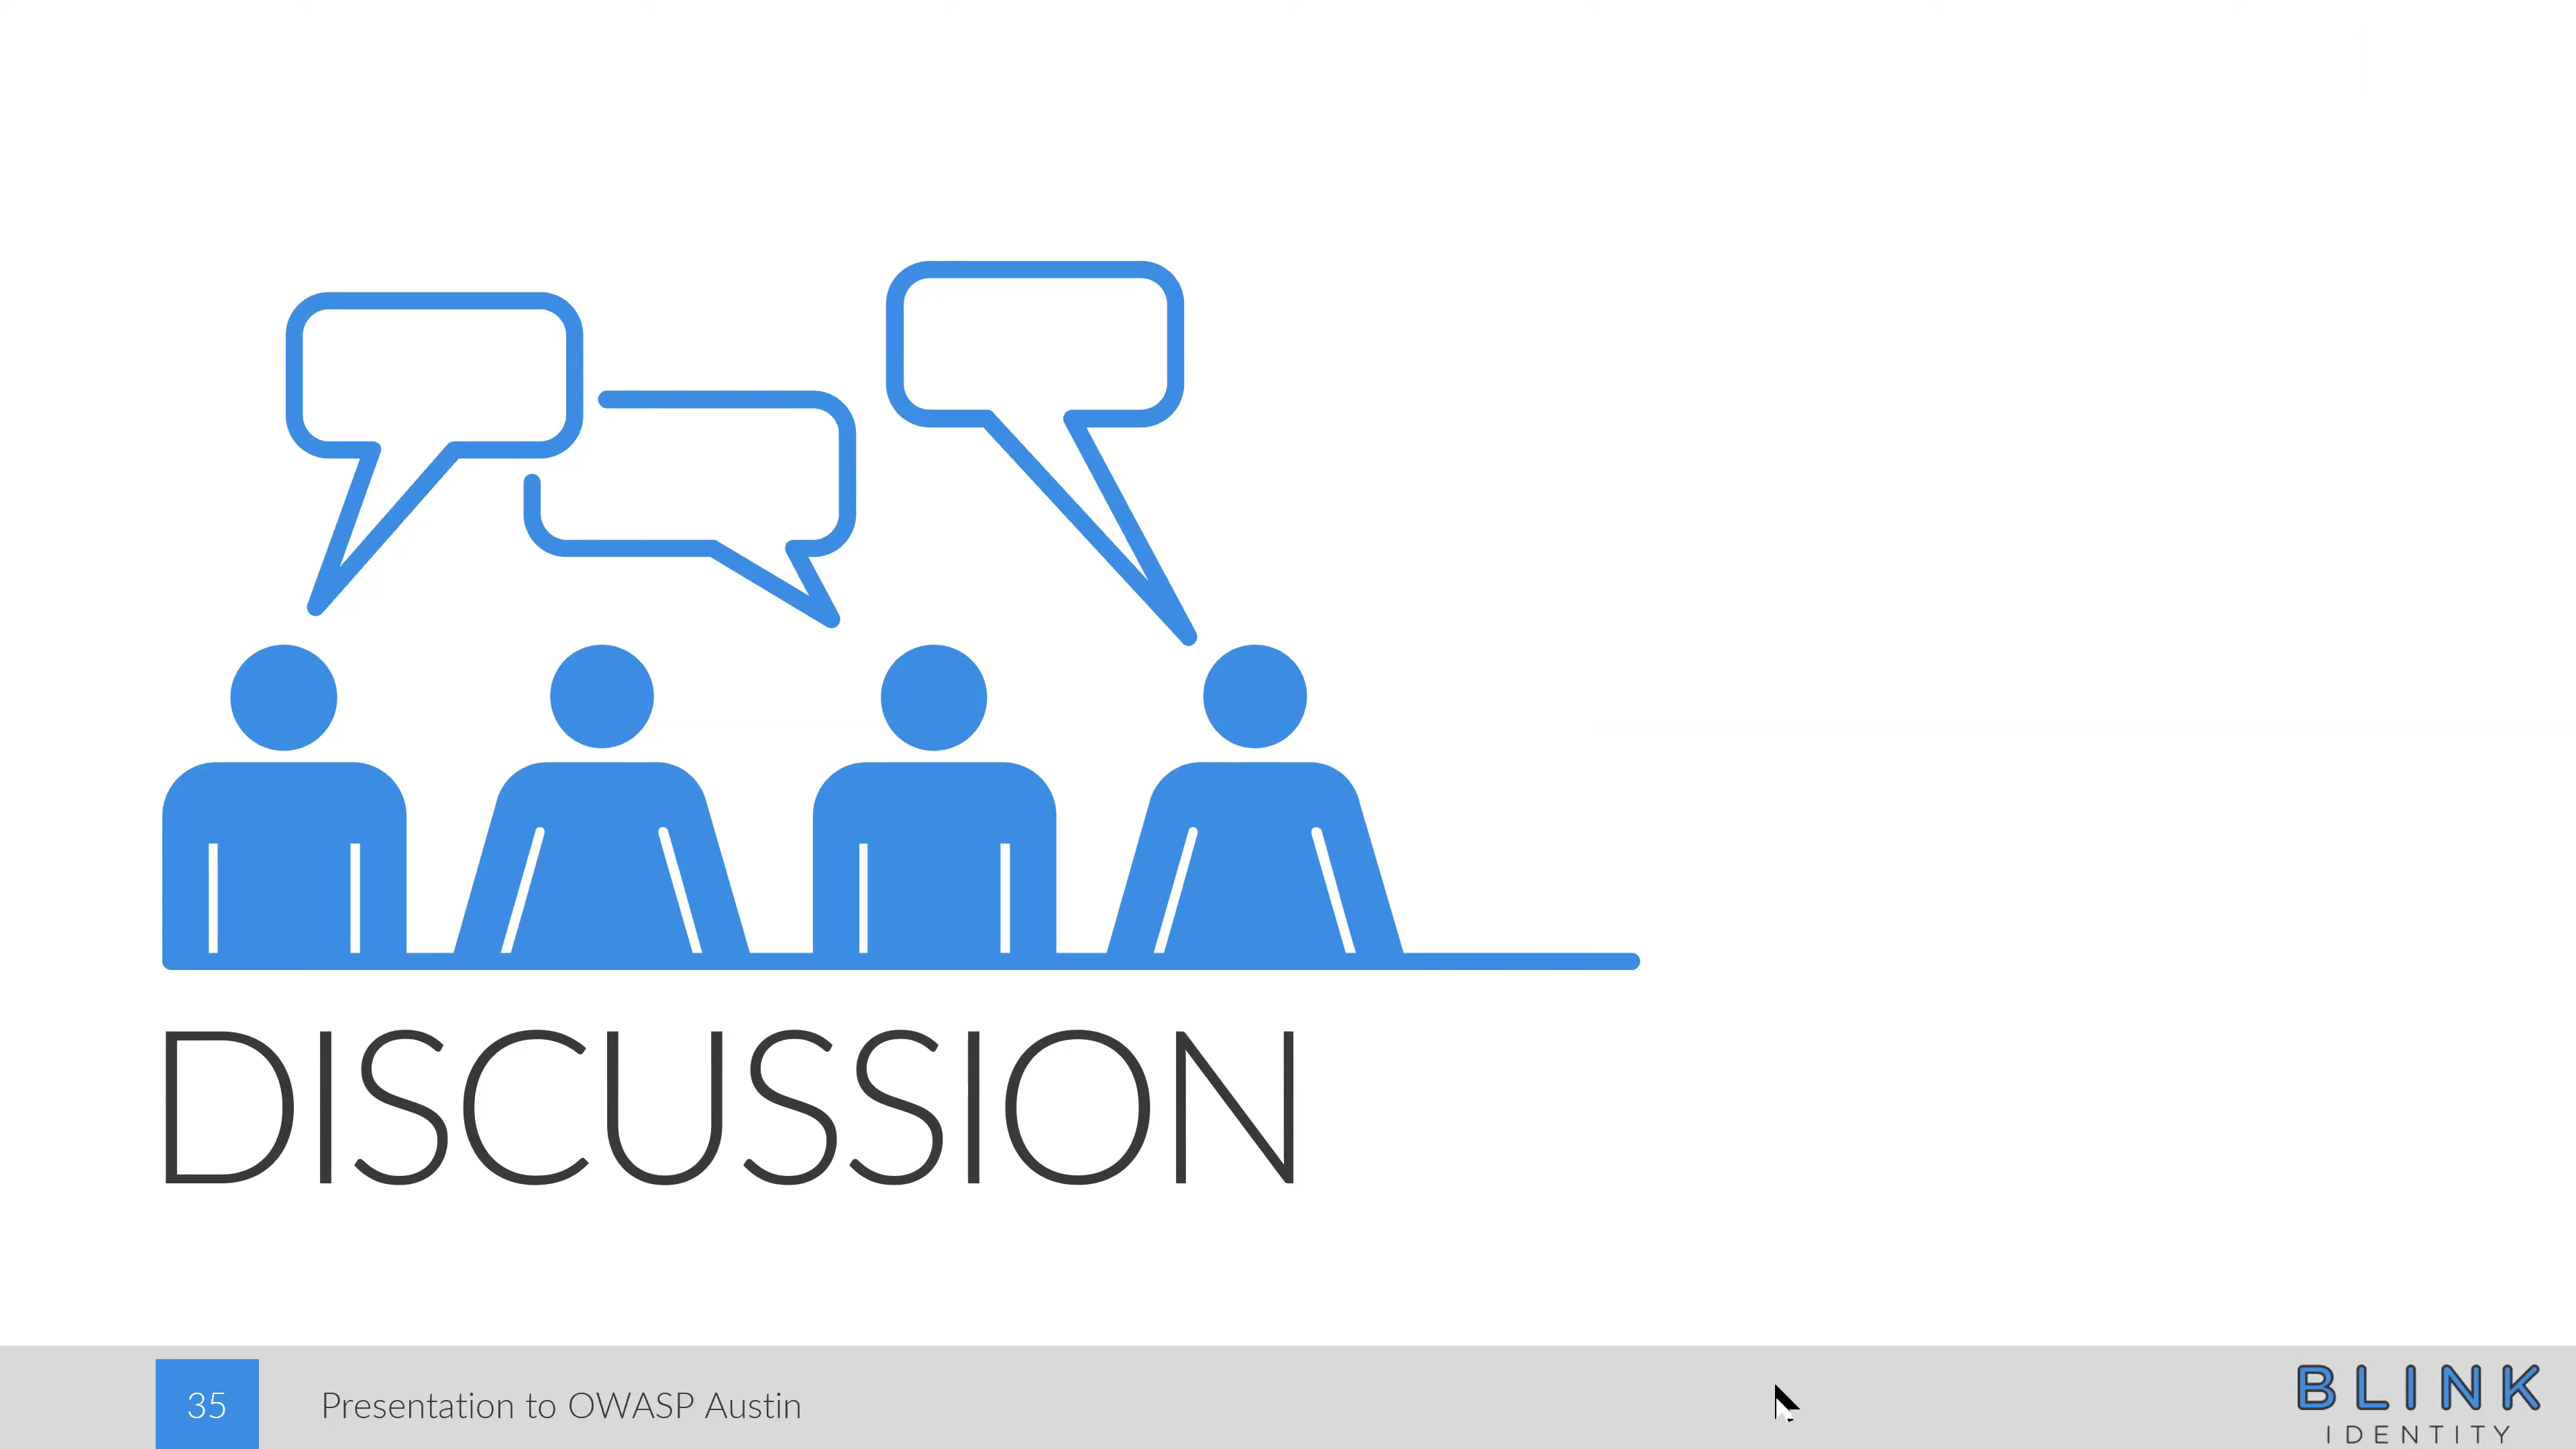 DISCUSSION
35
Presentation to OWASP Austin
BLINK
IDENTITY